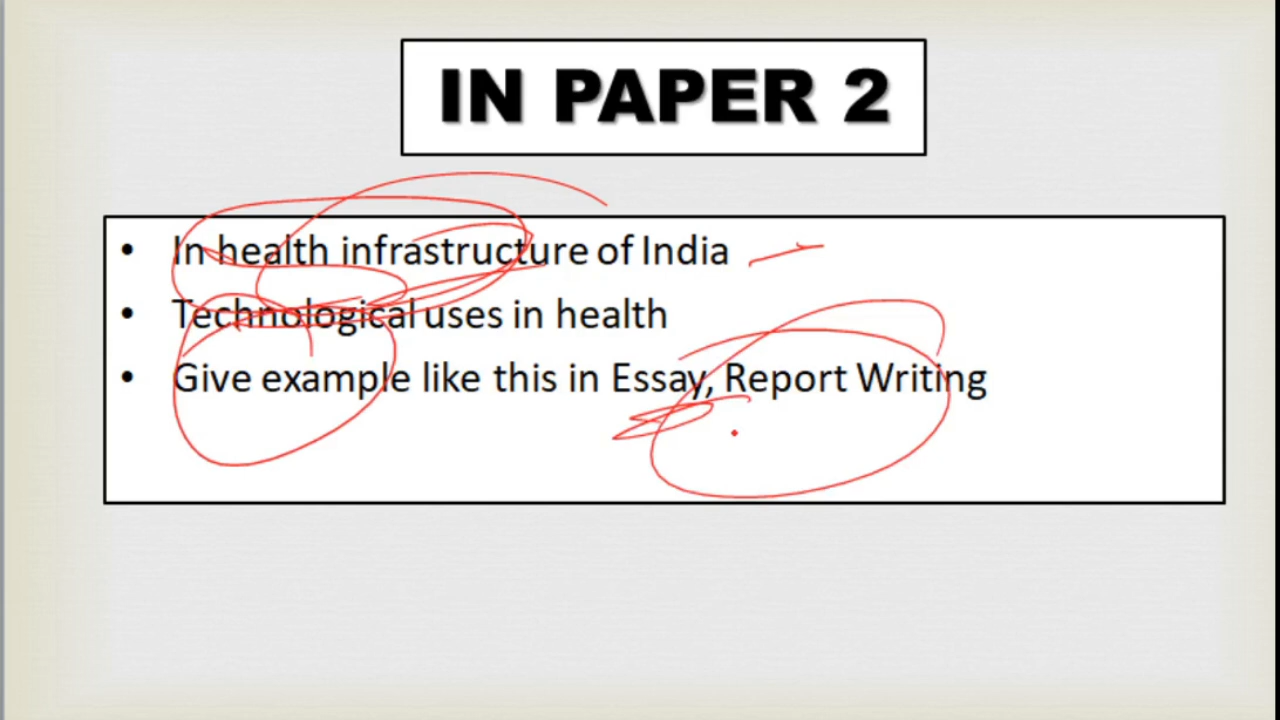 IN PAPER 2
• In health infrastructure of India
• Technological uses in health
• Give example like this in Essay, Report Writing